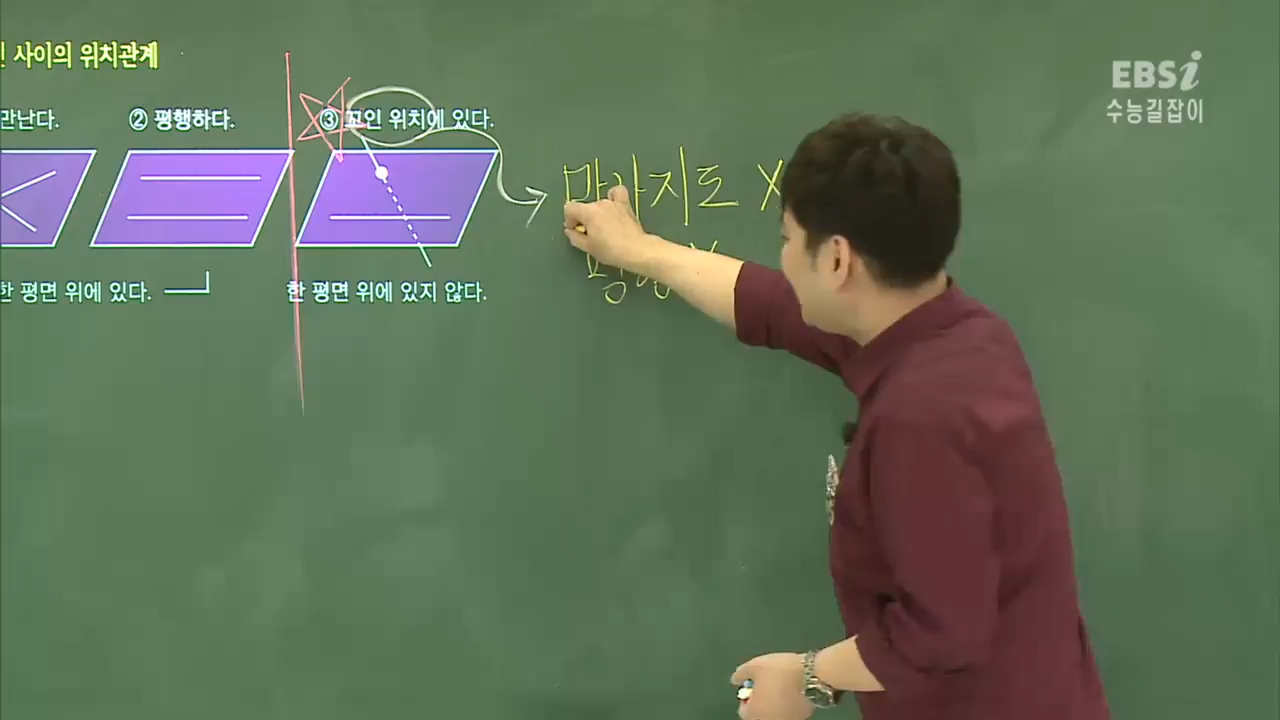 사이의 위치관계
만난다.
② 평행하다.
③ 꼬인 위치에 있다.
한 평면 위에 있다.
한 평면 위에 있지 않다.
만나지도 X
EBSi
수능길잡이